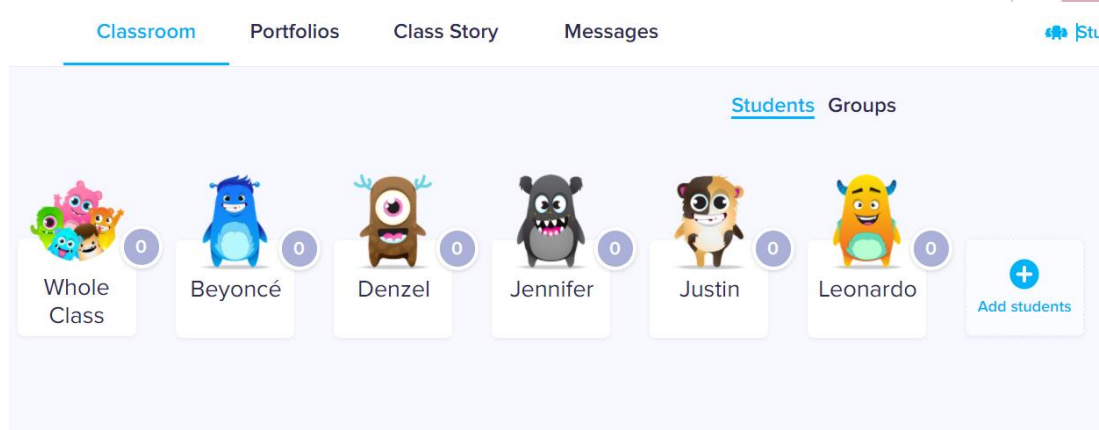 Classroom Portfolios Class Story Messages Stu
Students Groups
0 0 0 0 0 0
Whole Class Beyoncé Denzel Jennifer Justin Leonardo
Add students